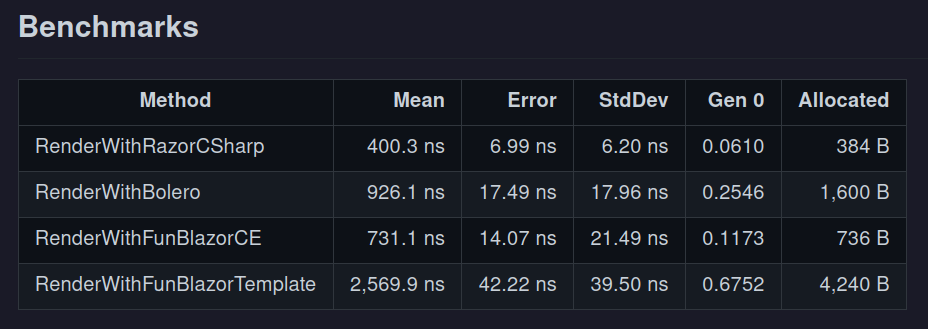 Benchmarks
Method Mean Error StdDev Gen 0 Allocated
RenderWithRazorCSharp 400.3 ns 6.99 ns 6.20 ns 0.0610 384 B
RenderWithBolero 926.1 ns 17.49 ns 17.96 ns 0.2546 1,600 B
RenderWithFunBlazorCE 731.1 ns 14.07 ns 21.49 ns 0.1173 736 B
RenderWithFunBlazorTemplate 2,569.9 ns 42.22 ns 39.50 ns 0.6752 4,240 B